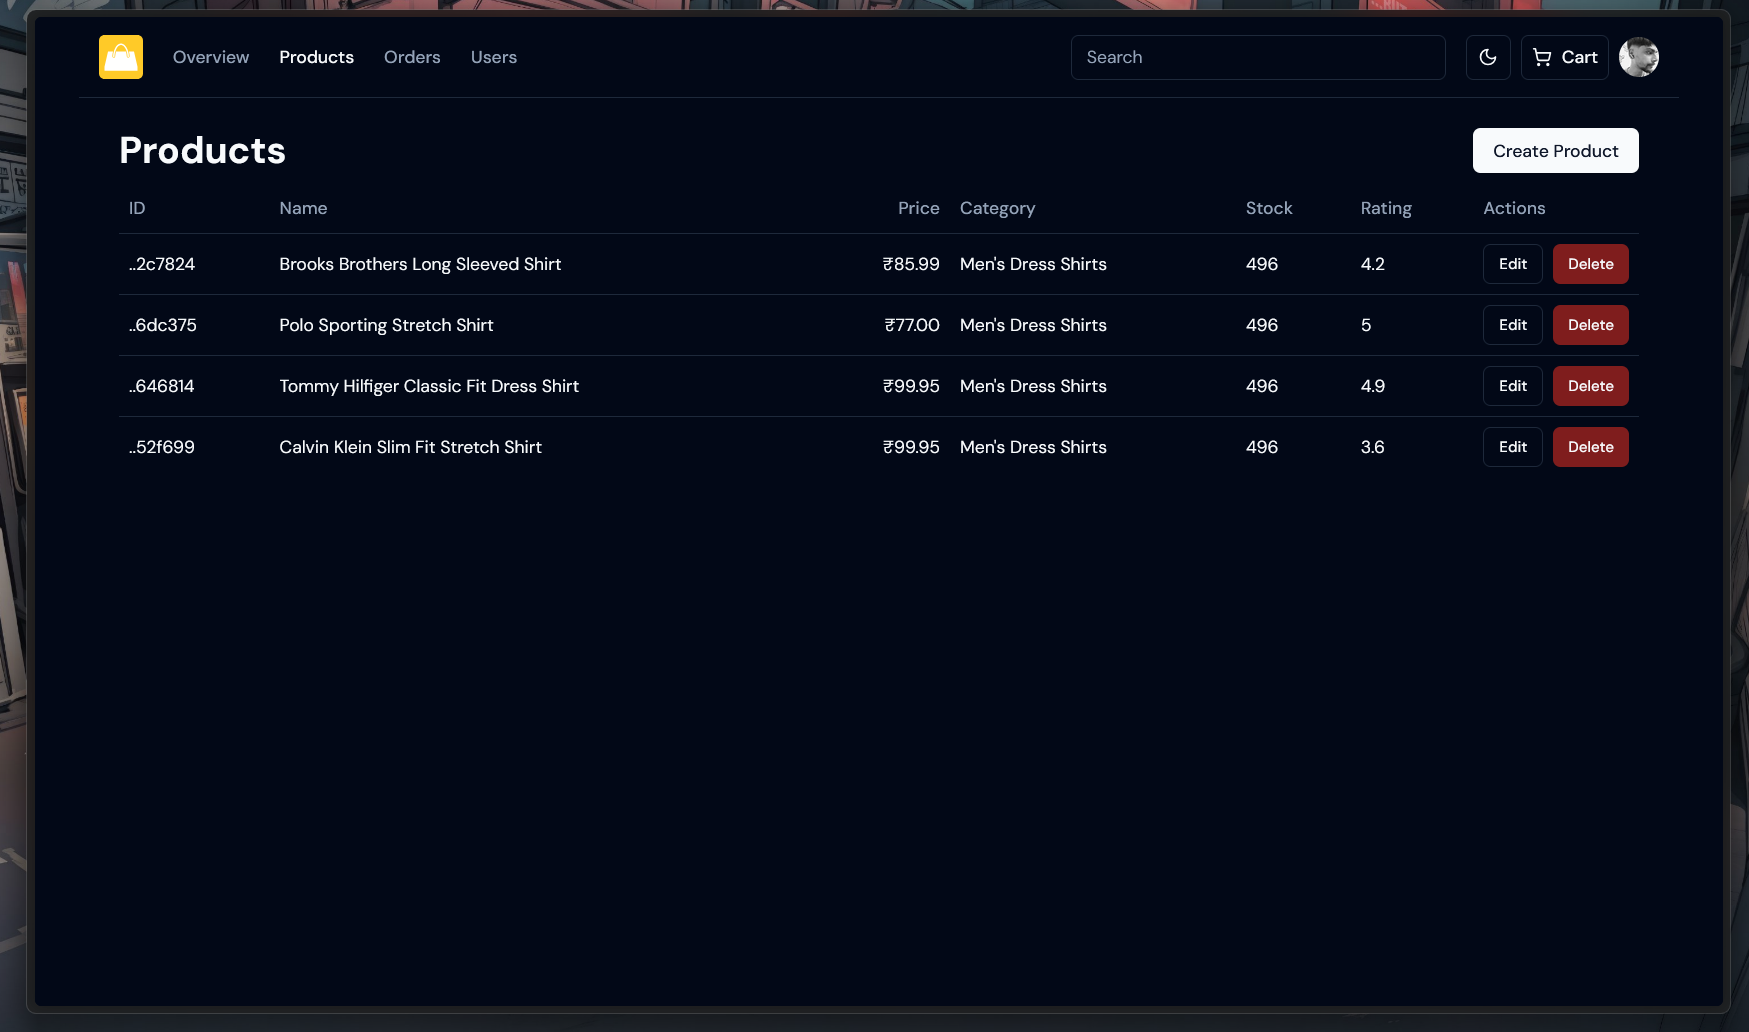 Overview Products Orders Users Search Cart
Products Create Product
ID Name Price Category Stock Rating Actions
..2c7824 Brooks Brothers Long Sleeved Shirt ₹85.99 Men's Dress Shirts 496 4.2 Edit Delete
..6dc375 Polo Sporting Stretch Shirt ₹77.00 Men's Dress Shirts 496 5 Edit Delete
..646814 Tommy Hilfiger Classic Fit Dress Shirt ₹99.95 Men's Dress Shirts 496 4.9 Edit Delete
..52f699 Calvin Klein Slim Fit Stretch Shirt ₹99.95 Men's Dress Shirts 496 3.6 Edit Delete